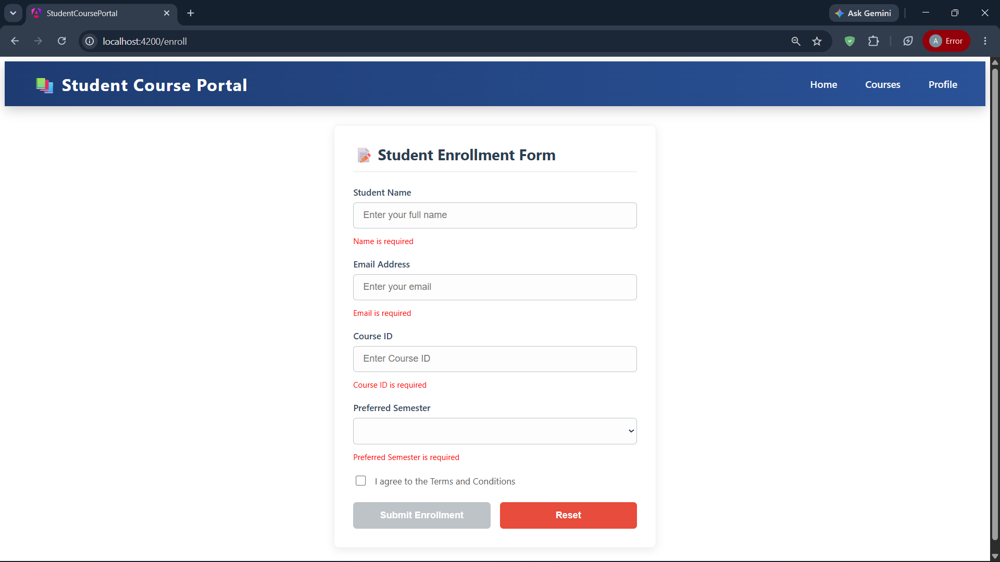 StudentCoursePortal
Ask Gemini
localhost:4200/enroll
A Error
Student Course Portal
Home Courses Profile
Student Enrollment Form
Student Name
Enter your full name
Name is required
Email Address
Enter your email
Email is required
Course ID
Enter Course ID
Course ID is required
Preferred Semester
Preferred Semester is required
I agree to the Terms and Conditions
Submit Enrollment Reset